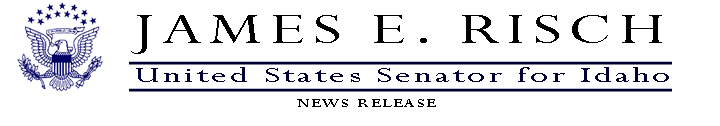 JAMES E. RISCH
United States Senator for Idaho
NEWS RELEASE